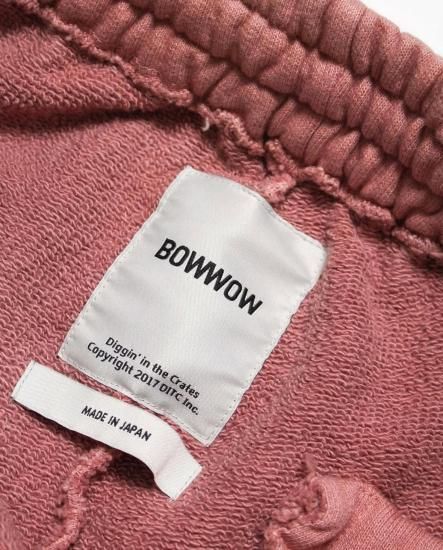 BOWWOW
Diggin' in the Crates
Copyright 2017 DITC Inc.
MADE IN JAPAN